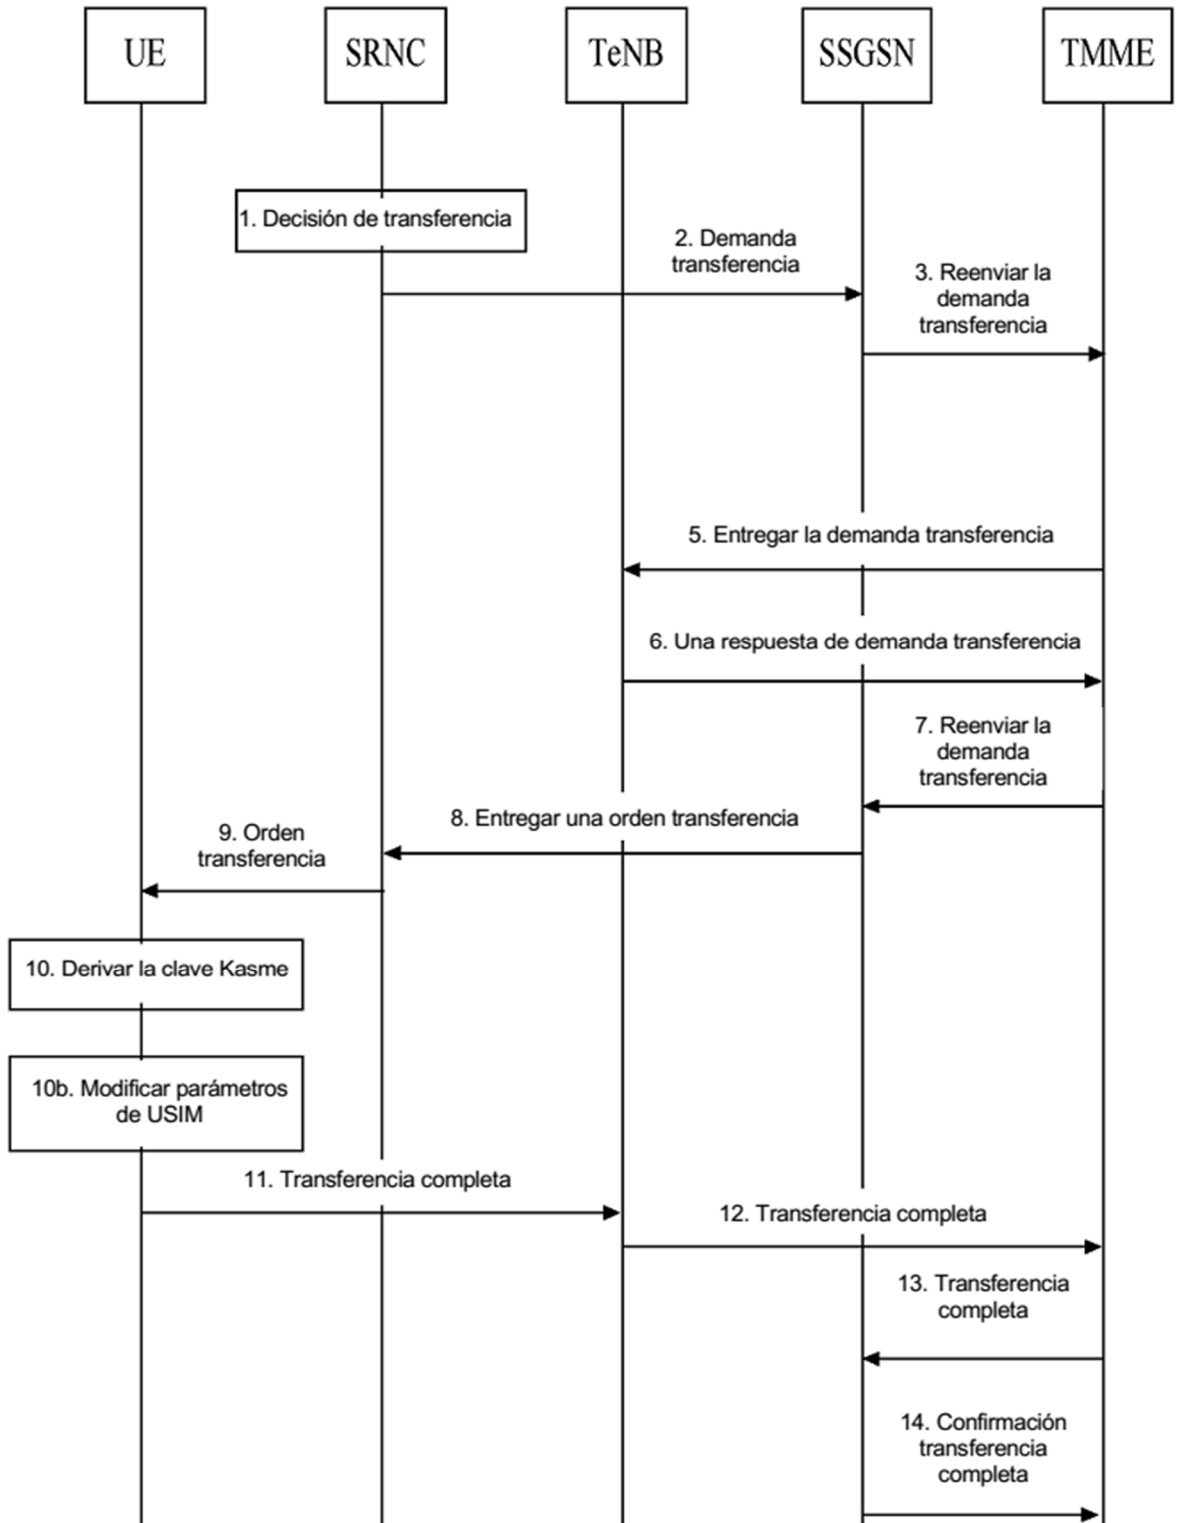 UE
SRNC
TeNB
SSGSN
TMME
1. Decisión de transferencia
2. Demanda
transferencia
3. Reenviar la
demanda
transferencia
5. Entregar la demanda transferencia
6. Una respuesta de demanda transferencia
7. Reenviar la
demanda
transferencia
8. Entregar una orden transferencia
9. Orden
transferencia
10. Derivar la clave Kasme
10b. Modificar parámetros
de USIM
11. Transferencia completa
12. Transferencia completa
13. Transferencia
completa
14. Confirmación
transferencia
completa